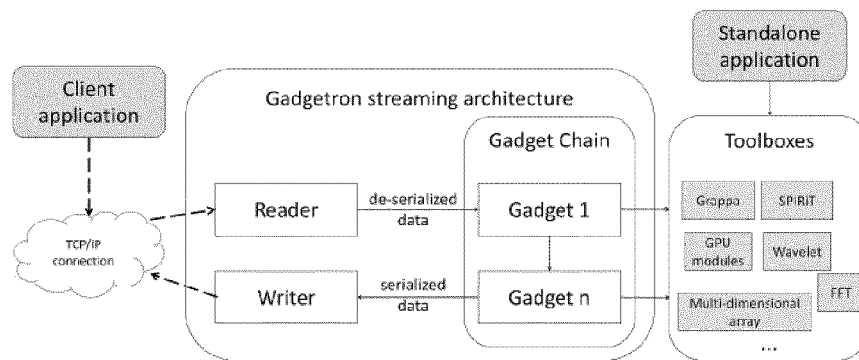 Standalone
application
Client
application
Gadgetron streaming architecture
Gadget Chain
Toolboxes
Reader
de-serialized
data
Gadget 1
Grappa
SPIRiT
TCP/IP
connection
GPU
modules
Wavelet
Writer
serialized
data
Gadget n
FFT
Multi-dimensional
array
...